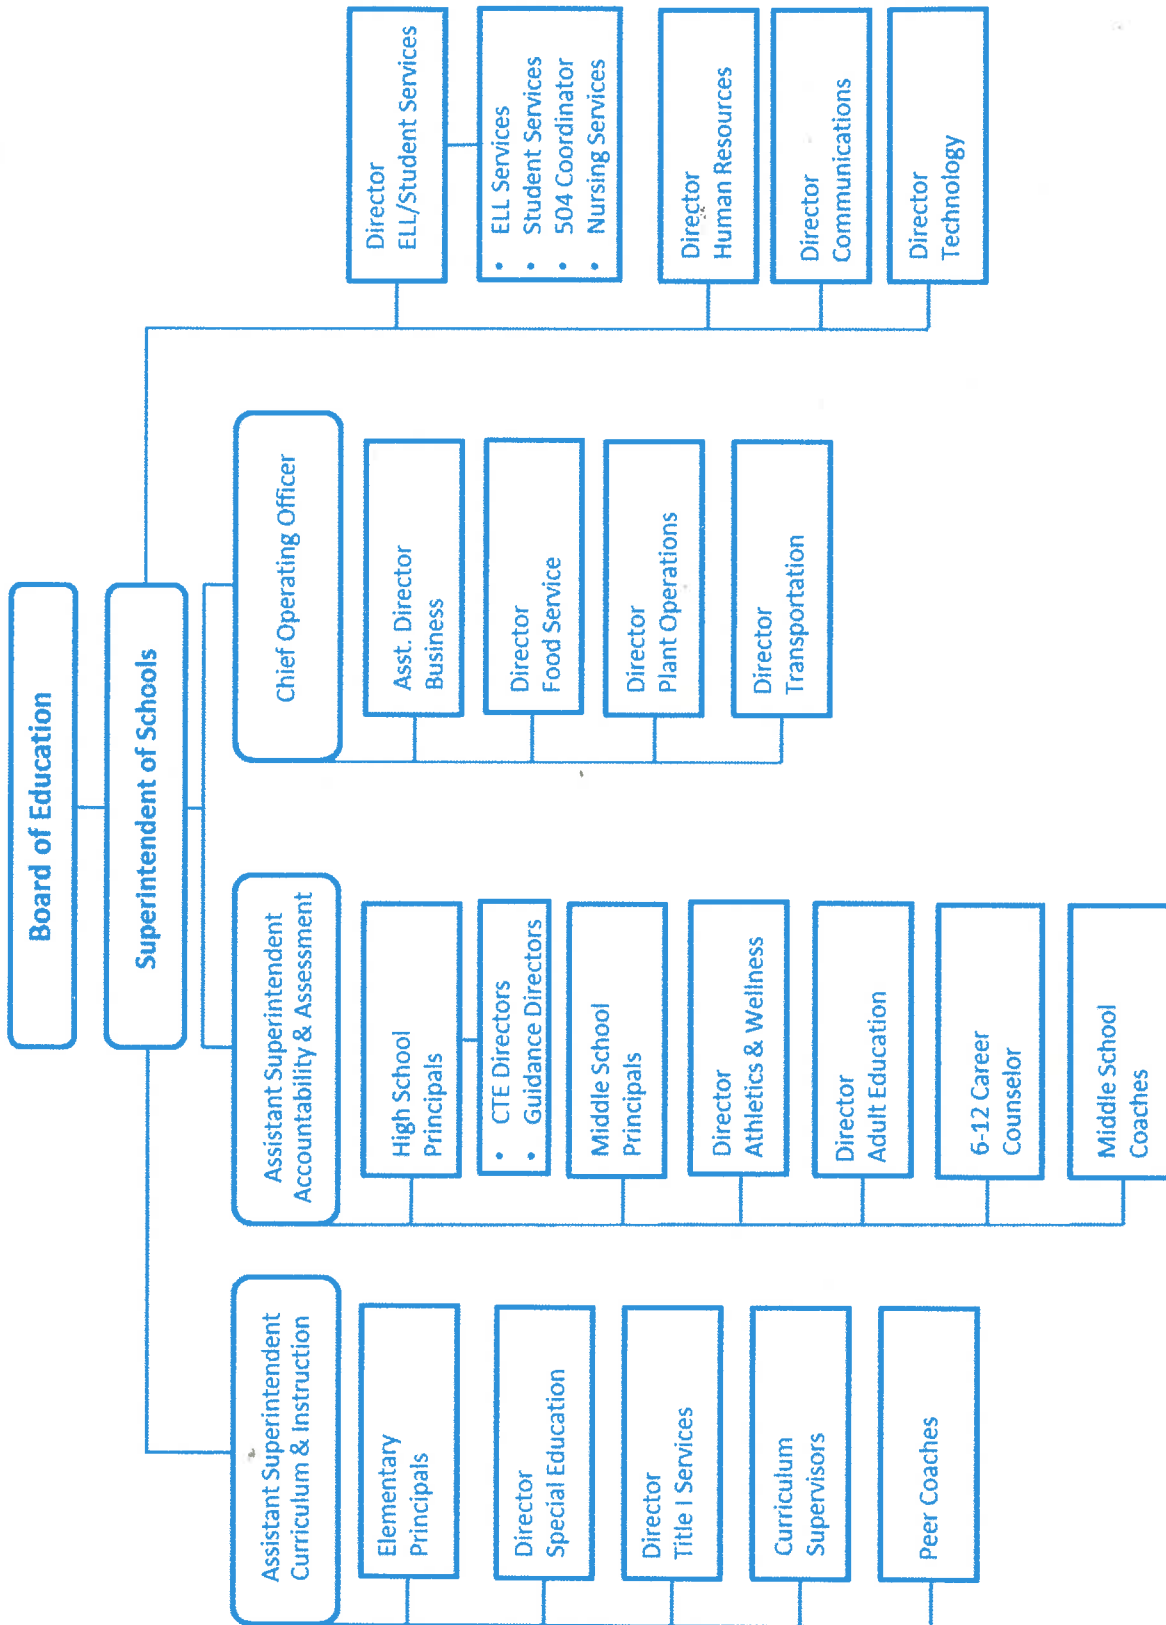 Board of Education
Superintendent of Schools
Assistant Superintendent
Curriculum & Instruction
Elementary
Principals
Director
Special Education
Director
Title I Services
Curriculum
Supervisors
Peer Coaches
Assistant Superintendent
Accountability & Assessment
High School
Principals
• CTE Directors
• Guidance Directors
Middle School
Principals
Director
Athletics & Wellness
Director
Adult Education
6-12 Career
Counselor
Middle School
Coaches
Chief Operating Officer
Asst. Director
Business
Director
Food Service
Director
Plant Operations
Director
Transportation
Director
ELL/Student Services
• ELL Services
• Student Services
• 504 Coordinator
• Nursing Services
Director
Human Resources
Director
Communications
Director
Technology